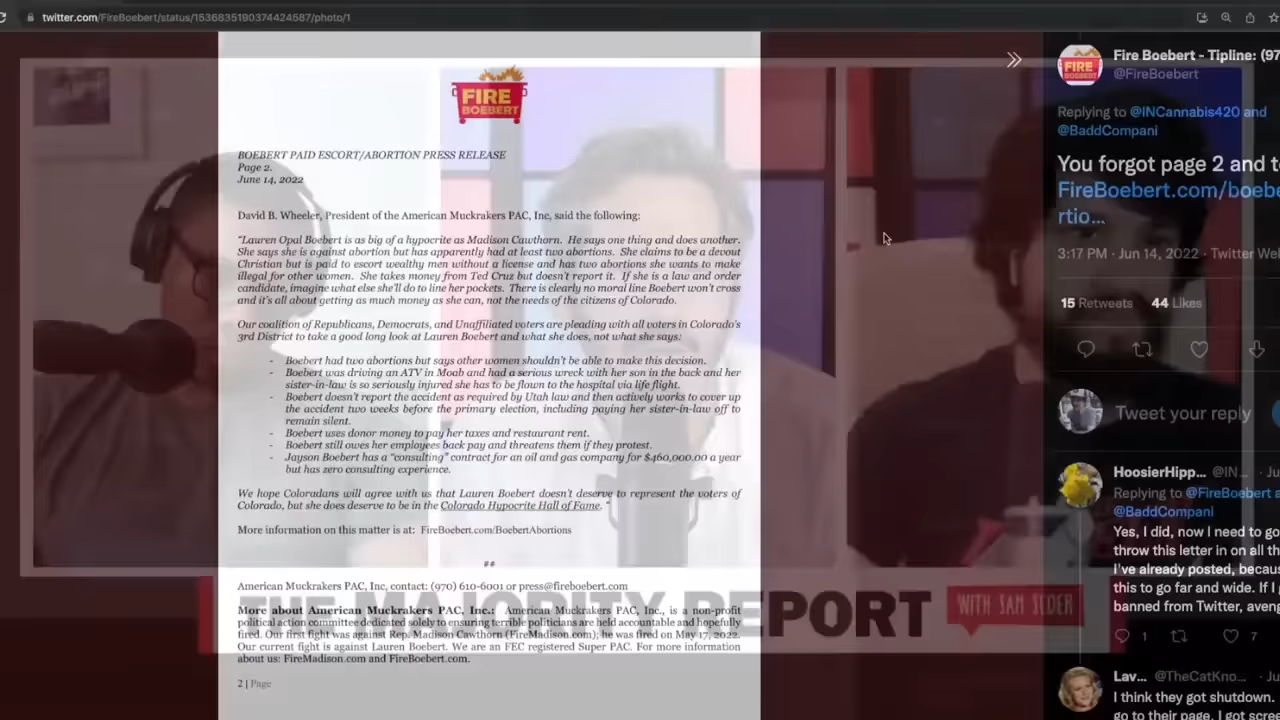 twitter.com/FireBoebert/status/1536835190374424587/photo/1
FIRE
BOEBERT
BOEBERT PAID ESCORT/ABORTION PRESS RELEASE
Page 2.
June 14, 2022
David B. Wheeler, President of the American Muckrakers PAC, Inc, said the following:
"Lauren Opal Boebert is as big of a hypocrite as Madison Cawthorn. He says one thing and does another.
She says she is against abortion but has apparently had at least two abortions. She claims to be a devout
Christian but is paid to escort wealthy men without a license and has two abortions she wants to make
illegal for other women. She takes money from Ted Cruz but doesn't report it. If she is a law and order
candidate, imagine what else she'll do to line her pockets. There is clearly no moral line Boebert won't cross
and it's all about getting as much money as she can, not the needs of the citizens of Colorado.
Our coalition of Republicans, Democrats, and Unaffiliated voters are pleading with all voters in Colorado's
3rd District to take a good long look at Lauren Boebert and what she does, not what she says:
- Boebert had two abortions but says other women shouldn't be able to make this decision.
- Boebert was driving an ATV in Moab and had a serious wreck with her son in the back and her
sister-in-law is so seriously injured she has to be flown to the hospital via life flight.
- Boebert doesn't report the accident as required by Utah law and then actively works to cover up
the accident two weeks before the primary election, including paying her sister-in-law off to
remain silent.
- Boebert uses donor money to pay her taxes and restaurant rent.
- Boebert still owes her employees back pay and threatens them if they protest.
- Jayson Boebert has a "consulting" contract for an oil and gas company for $460,000.00 a year
but has zero consulting experience.
We hope Coloradans will agree with us that Lauren Boebert doesn't deserve to represent the voters of
Colorado, but she does deserve to be in the Colorado Hypocrite Hall of Fame. "
More information on this matter is at: FireBoebert.com/BoebertAbortions
##
American Muckrakers PAC, Inc, contact: (970) 610-6001 or press@fireboebert.com
More about American Muckrakers PAC, Inc.: American Muckrakers PAC, Inc., is a non-profit
political action committee dedicated solely to ensuring terrible politicians are held accountable and hopefully
fired. Our first fight was against Rep. Madison Cawthorn (FireMadison.com); he was fired on May 17, 2022.
Our current fight is against Lauren Boebert. We are an FEC registered Super PAC. For more information
about us: FireMadison.com and FireBoebert.com.
2 | Page
THE MAJORITY REPORT
WITH SAM SEDER
FIRE
BOEBERT
Fire Boebert - Tipline: (97
@FireBoebert
Replying to @INCannabis420 and
@BaddCompani
You forgot page 2 and to
FireBoebert.com/boebe
rtio…
3:17 PM · Jun 14, 2022 · Twitter Wel
15 Retweets 44 Likes
Tweet your reply
HoosierHipp... @IN... · Ju
Replying to @FireBoebert a
@BaddCompani
Yes, I did, now I need to go
throw this letter in on all th
I've already posted, becaus
this to go far and wide. If I g
banned from Twitter, aveng
1 7
Lav... @TheCatKno... · Ju
I think they got shutdown.
go to their page. I got scree